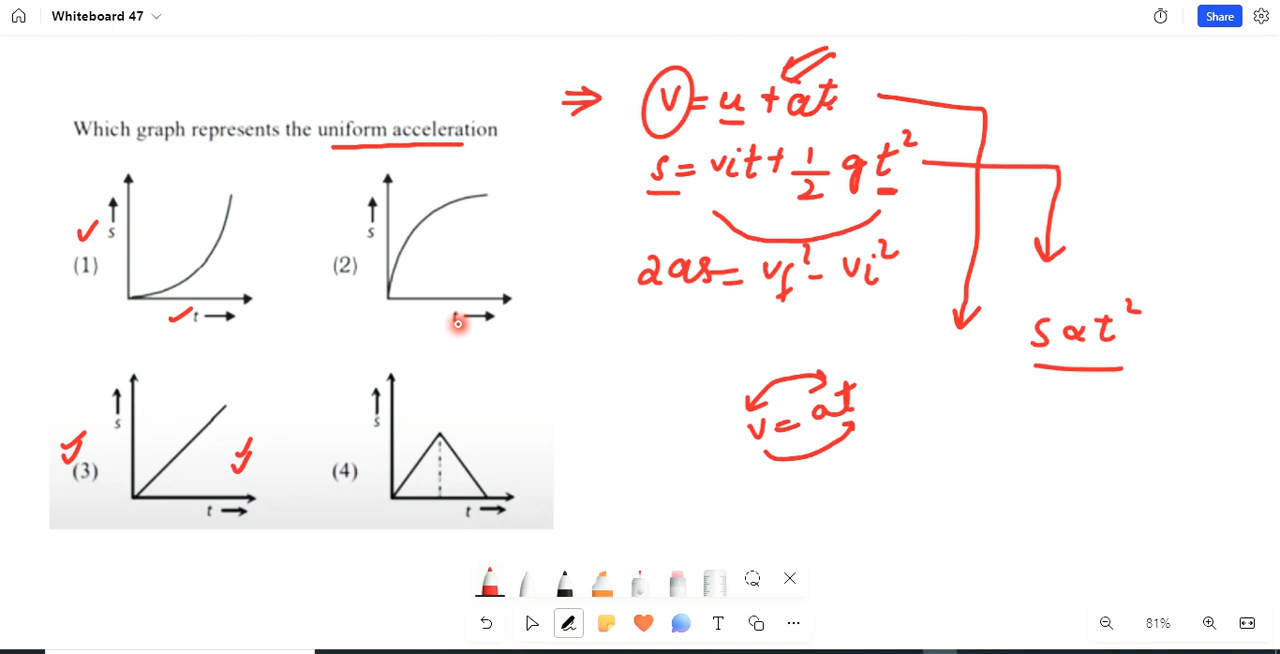 Whiteboard 47
Share
Which graph represents the uniform acceleration
s
(1)
t
s
(2)
t
s
(3)
t
s
(4)
t
⇒ v = u + at
s = vit + 1/2 at²
2as = vf² - vi²
s ∝ t²
v = at
T
81%